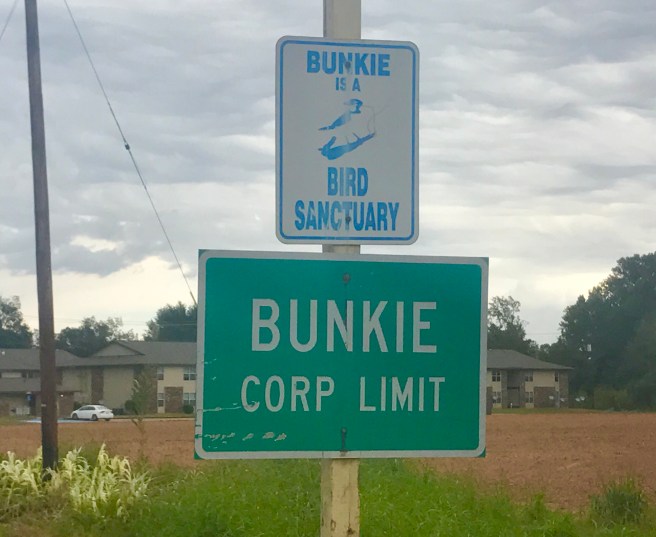 BUNKIE
IS A
BIRD
SANCTUARY
BUNKIE
CORP LIMIT